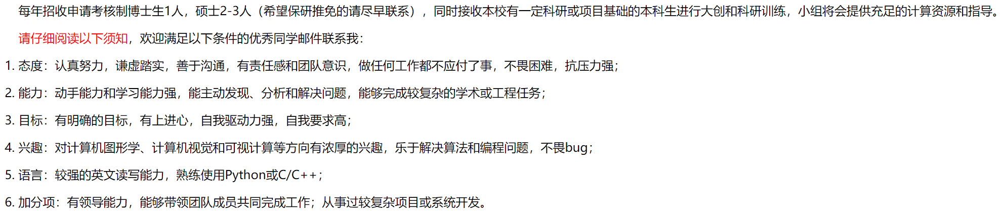 每年招收申请考核制博士生1人，硕士2-3人（希望保研推免的请尽早联系），同时接收本校有一定科研或项目基础的本科生进行大创和科研训练，小组将会提供充足的计算资源和指导。
请仔细阅读以下须知，欢迎满足以下条件的优秀同学邮件联系我：
1. 态度：认真努力，谦虚踏实，善于沟通，有责任感和团队意识，做任何工作都不应付了事，不畏困难，抗压力强；
2. 能力：动手能力和学习能力强，能主动发现、分析和解决问题，能够完成较复杂的学术或工程任务；
3. 目标：有明确的目标，有上进心，自我驱动力强，自我要求高；
4. 兴趣：对计算机图形学、计算机视觉和可视计算等方向有浓厚的兴趣，乐于解决算法和编程问题，不畏bug；
5. 语言：较强的英文读写能力，熟练使用Python或C/C++；
6. 加分项：有领导能力，能够带领团队成员共同完成工作；从事过较复杂项目或系统开发。